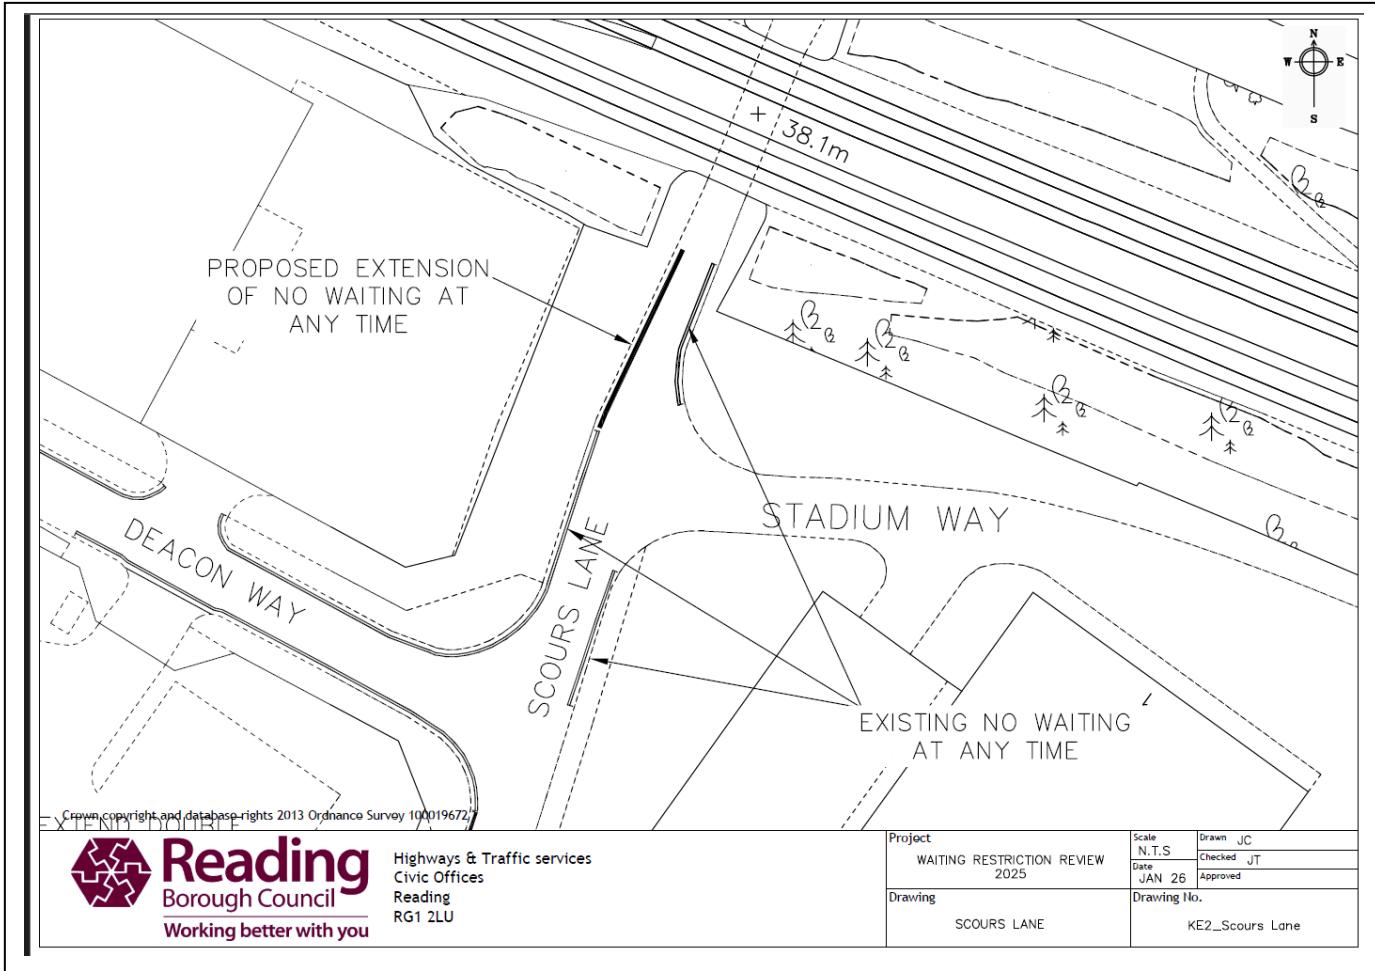 N
W E
S
38.1m
PROPOSED EXTENSION
OF NO WAITING AT
ANY TIME
STADIUM WAY
DEACON WAY
SCOURS LANE
EXISTING NO WAITING
AT ANY TIME
Crown copyright and database rights 2013 Ordnance Survey 100019672
EXTEND DOUBLE
Reading
Borough Council
Working better with you
Highways & Traffic services
Civic Offices
Reading
RG1 2LU
Project
WAITING RESTRICTION REVIEW
2025
Drawing
SCOURS LANE
Scale
N.T.S
Date
JAN 26
Drawn JC
Checked JT
Approved
Drawing No.
KE2_Scours Lane